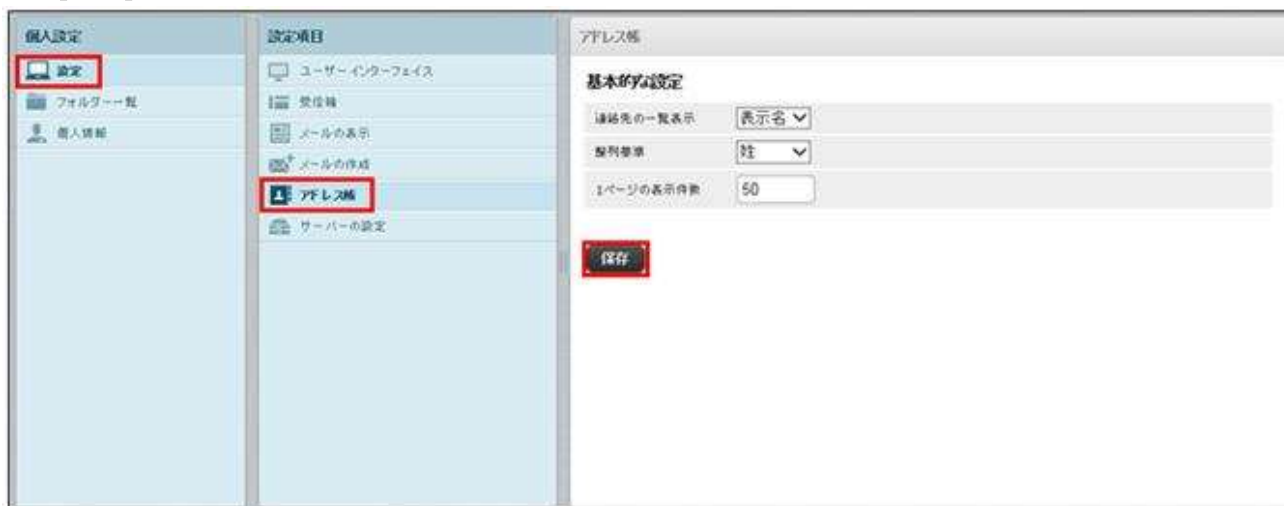 個人設定
設定
フォルダー一覧
個人情報
設定項目
ユーザーインターフェイス
受信箱
メールの表示
メールの作成
アドレス帳
サーバーの設定
アドレス帳
基本的な設定
連絡先の一覧表示 表示名
整列基準 姓
1ページの表示件数 50
保存